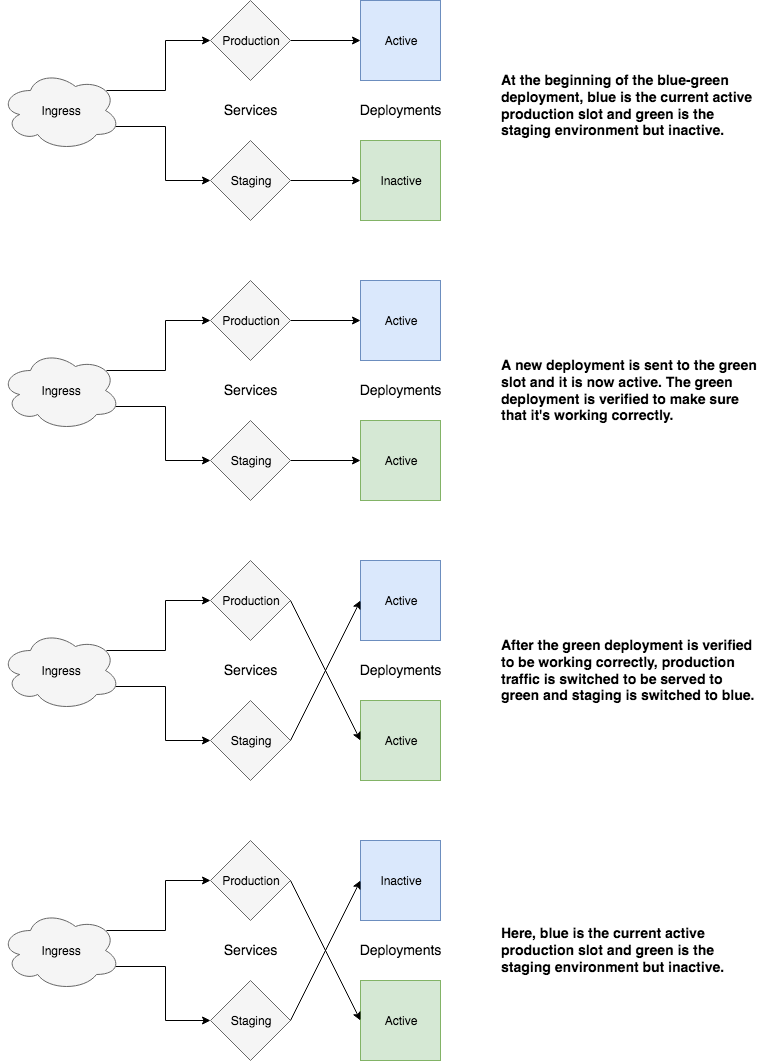 Production
Active
At the beginning of the blue-green
deployment, blue is the current active
production slot and green is the
staging environment but inactive.
Ingress
Services
Deployments
Staging
Inactive
Production
Active
A new deployment is sent to the green
slot and it is now active. The green
deployment is verified to make sure
that it's working correctly.
Ingress
Services
Deployments
Staging
Active
Production
Active
After the green deployment is verified
to be working correctly, production
traffic is switched to be served to
green and staging is switched to blue.
Ingress
Services
Deployments
Staging
Active
Production
Inactive
Here, blue is the current active
production slot and green is the
staging environment but inactive.
Ingress
Services
Deployments
Staging
Active